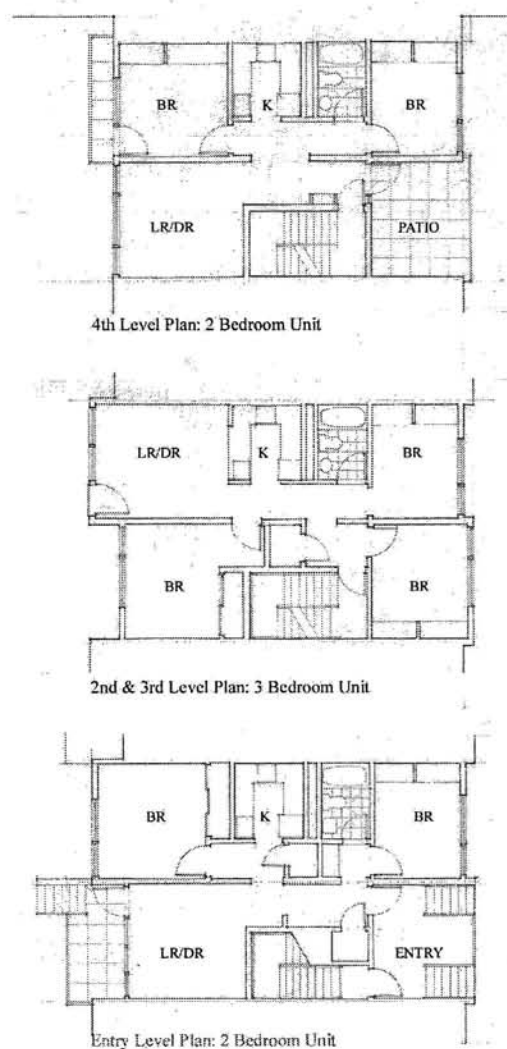 BR
K
BR
LR/DR
PATIO
4th Level Plan: 2 Bedroom Unit
LR/DR
K
BR
BR
BR
2nd & 3rd Level Plan: 3 Bedroom Unit
BR
K
BR
LR/DR
ENTRY
Entry Level Plan: 2 Bedroom Unit